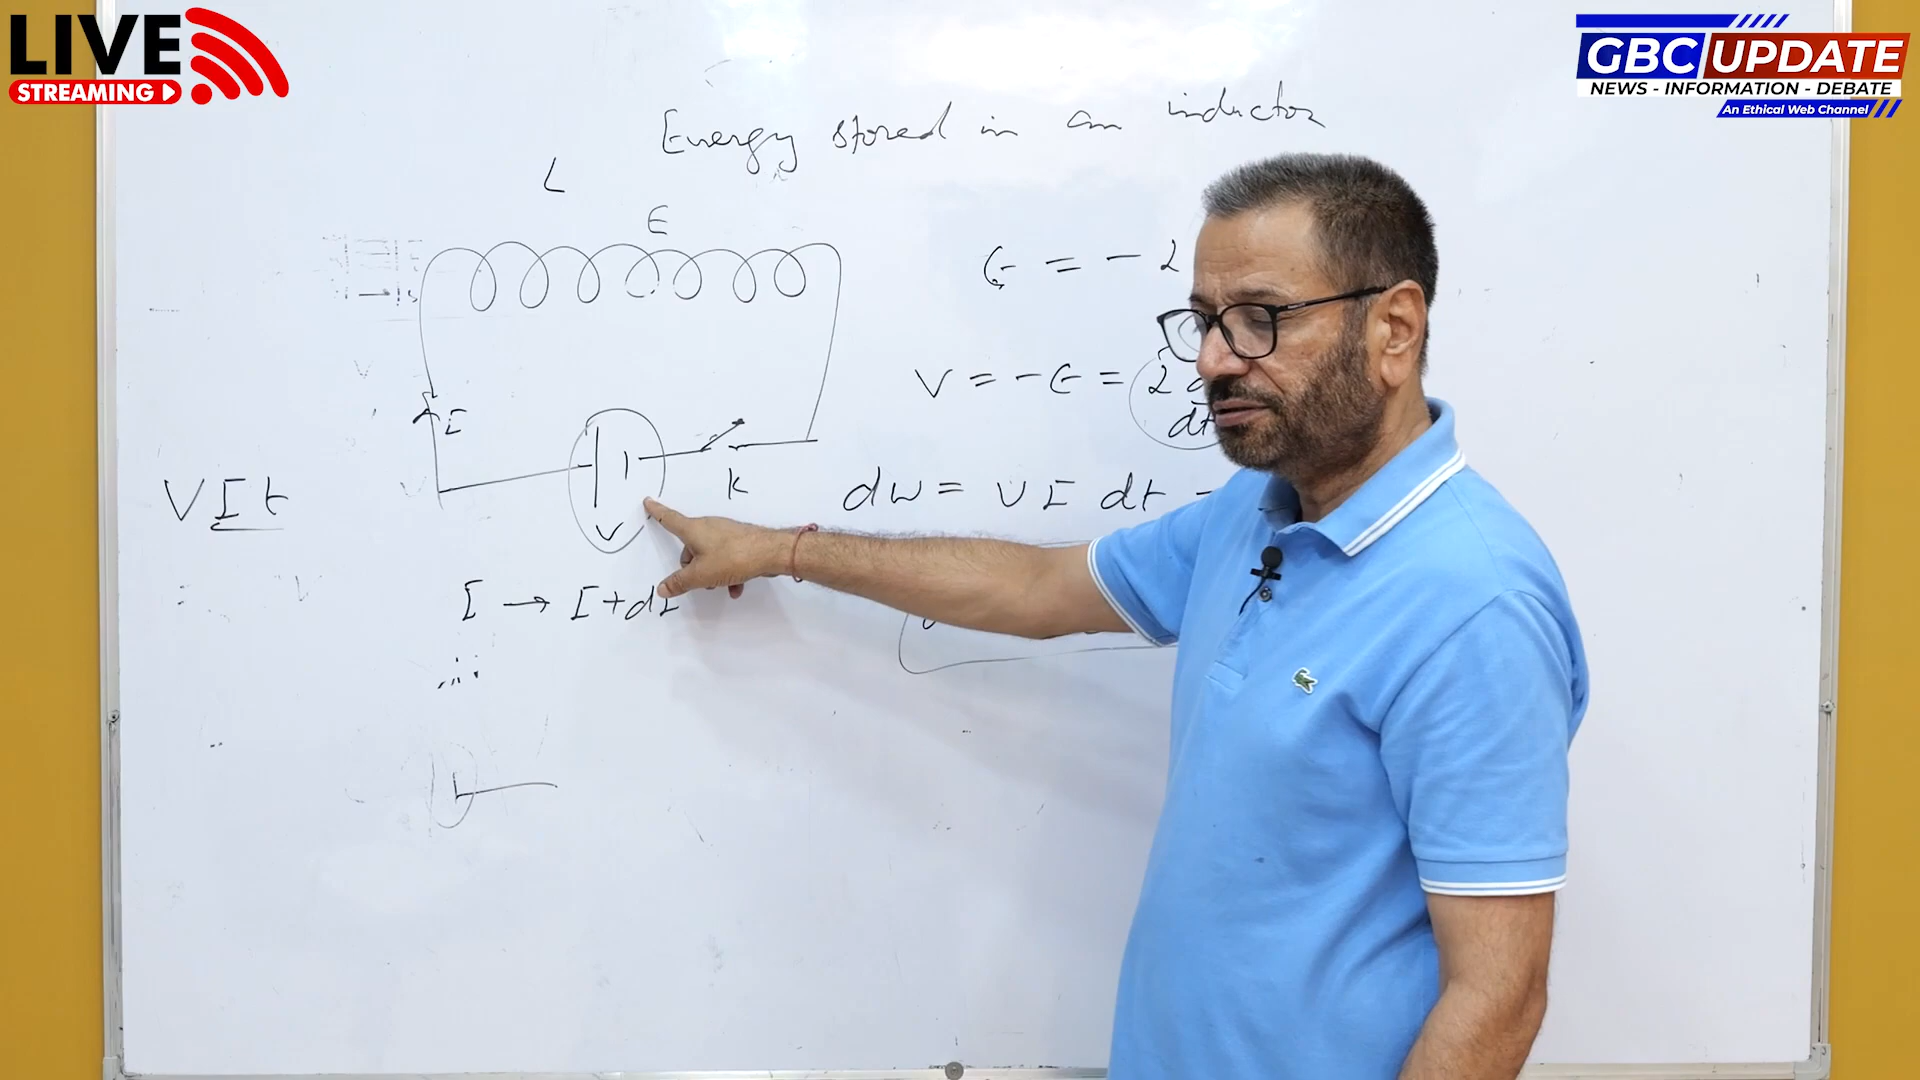 LIVE
STREAMING
GBC UPDATE
NEWS - INFORMATION - DEBATE
An Ethical Web Channel
Energy stored in an inductor
L
E
ε = - L
V = - ε = L d
dt
I
K
V
V I t
dw = V I dt -
I → I + dI